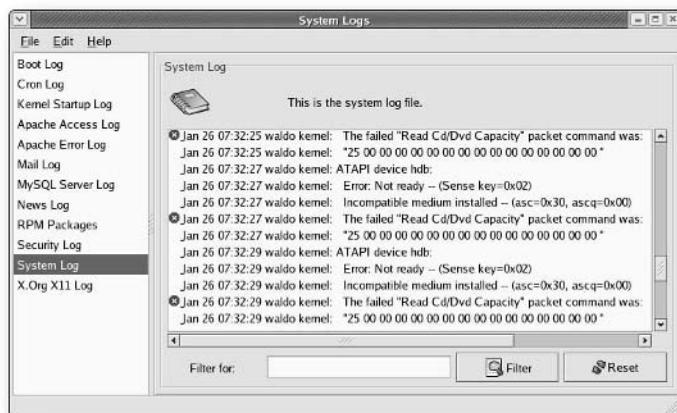 System Logs
File Edit Help
Boot Log
Cron Log
Kernel Startup Log
Apache Access Log
Apache Error Log
Mail Log
MySQL Server Log
News Log
RPM Packages
Security Log
System Log
X.Org X11 Log
System Log
This is the system log file.
Jan 26 07:32:25 waldo kernel: The failed "Read Cd/Dvd Capacity" packet command was:
Jan 26 07:32:25 waldo kernel: "25 00 00 00 00 00 00 00 00 00 00 00 00 00 00 00 "
Jan 26 07:32:27 waldo kernel: ATAPI device hdb:
Jan 26 07:32:27 waldo kernel: Error: Not ready -- (Sense key=0x02)
Jan 26 07:32:27 waldo kernel: Incompatible medium installed -- (asc=0x30, ascq=0x00)
Jan 26 07:32:27 waldo kernel: The failed "Read Cd/Dvd Capacity" packet command was:
Jan 26 07:32:27 waldo kernel: "25 00 00 00 00 00 00 00 00 00 00 00 00 00 00 00 "
Jan 26 07:32:29 waldo kernel: ATAPI device hdb:
Jan 26 07:32:29 waldo kernel: Error: Not ready -- (Sense key=0x02)
Jan 26 07:32:29 waldo kernel: Incompatible medium installed -- (asc=0x30, ascq=0x00)
Jan 26 07:32:29 waldo kernel: The failed "Read Cd/Dvd Capacity" packet command was:
Jan 26 07:32:29 waldo kernel: "25 00 00 00 00 00 00 00 00 00 00 00 00 00 00 00 "
Filter for: Filter Reset